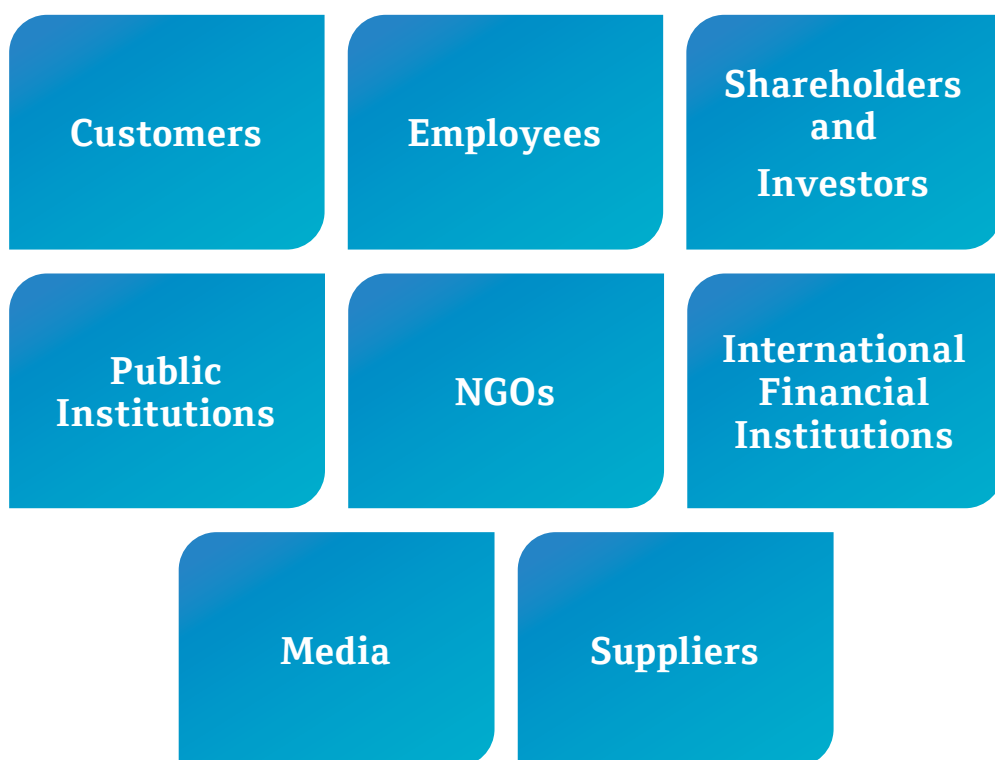 Customers
Employees
Shareholders
and
Investors
Public
Institutions
NGOs
International
Financial
Institutions
Media
Suppliers